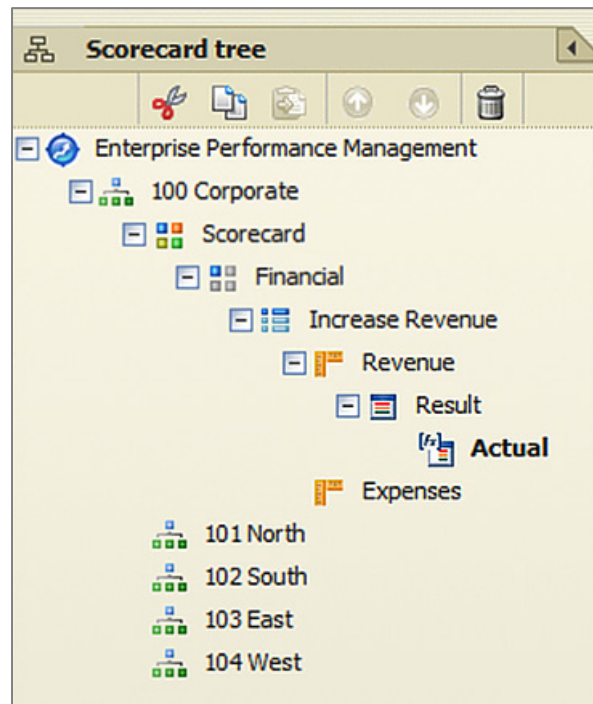 Scorecard tree
Enterprise Performance Management
100 Corporate
Scorecard
Financial
Increase Revenue
Revenue
Result
[fx] Actual
Expenses
101 North
102 South
103 East
104 West